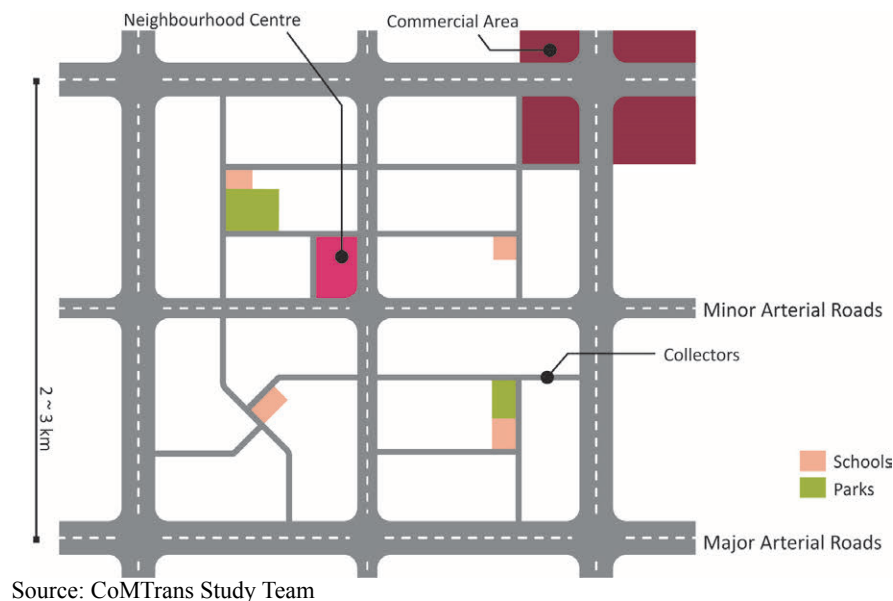 Neighbourhood Centre
Commercial Area
Minor Arterial Roads
Collectors
2 ~ 3 km
Schools
Parks
Major Arterial Roads
Source: CoMTrans Study Team